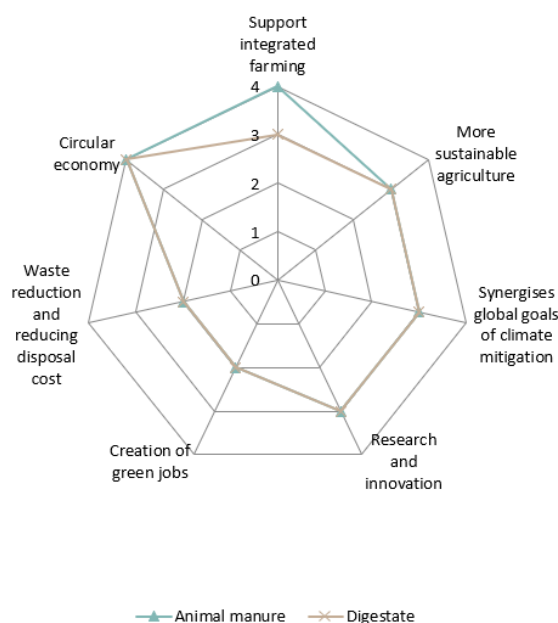 Support
integrated
farming
4
3
2
1
0
More
sustainable
agriculture
Synergises
global goals
of climate
mitigation
Research
and
innovation
Creation of
green jobs
Waste
reduction
and
reducing
disposal
cost
Circular
economy
Animal manure
Digestate